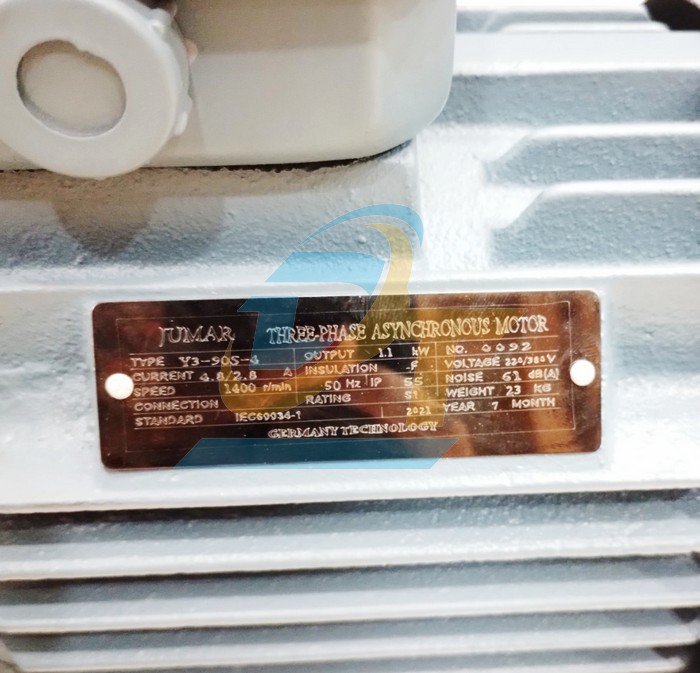 JUMAR THREE-PHASE ASYNCHRONOUS MOTOR
TYPE Y3-90S-4 OUTPUT 1.1 kW NO. 0092
CURRENT 4.8/2.8 A INSULATION F VOLTAGE 220/380V
SPEED 1400 r/min 50 Hz IP 55 NOISE 61 dB(A)
CONNECTION RATING S1 WEIGHT 23 KG
STANDARD IEC60034-1 2021 YEAR 7 MONTH
GERMANY TECHNOLOGY